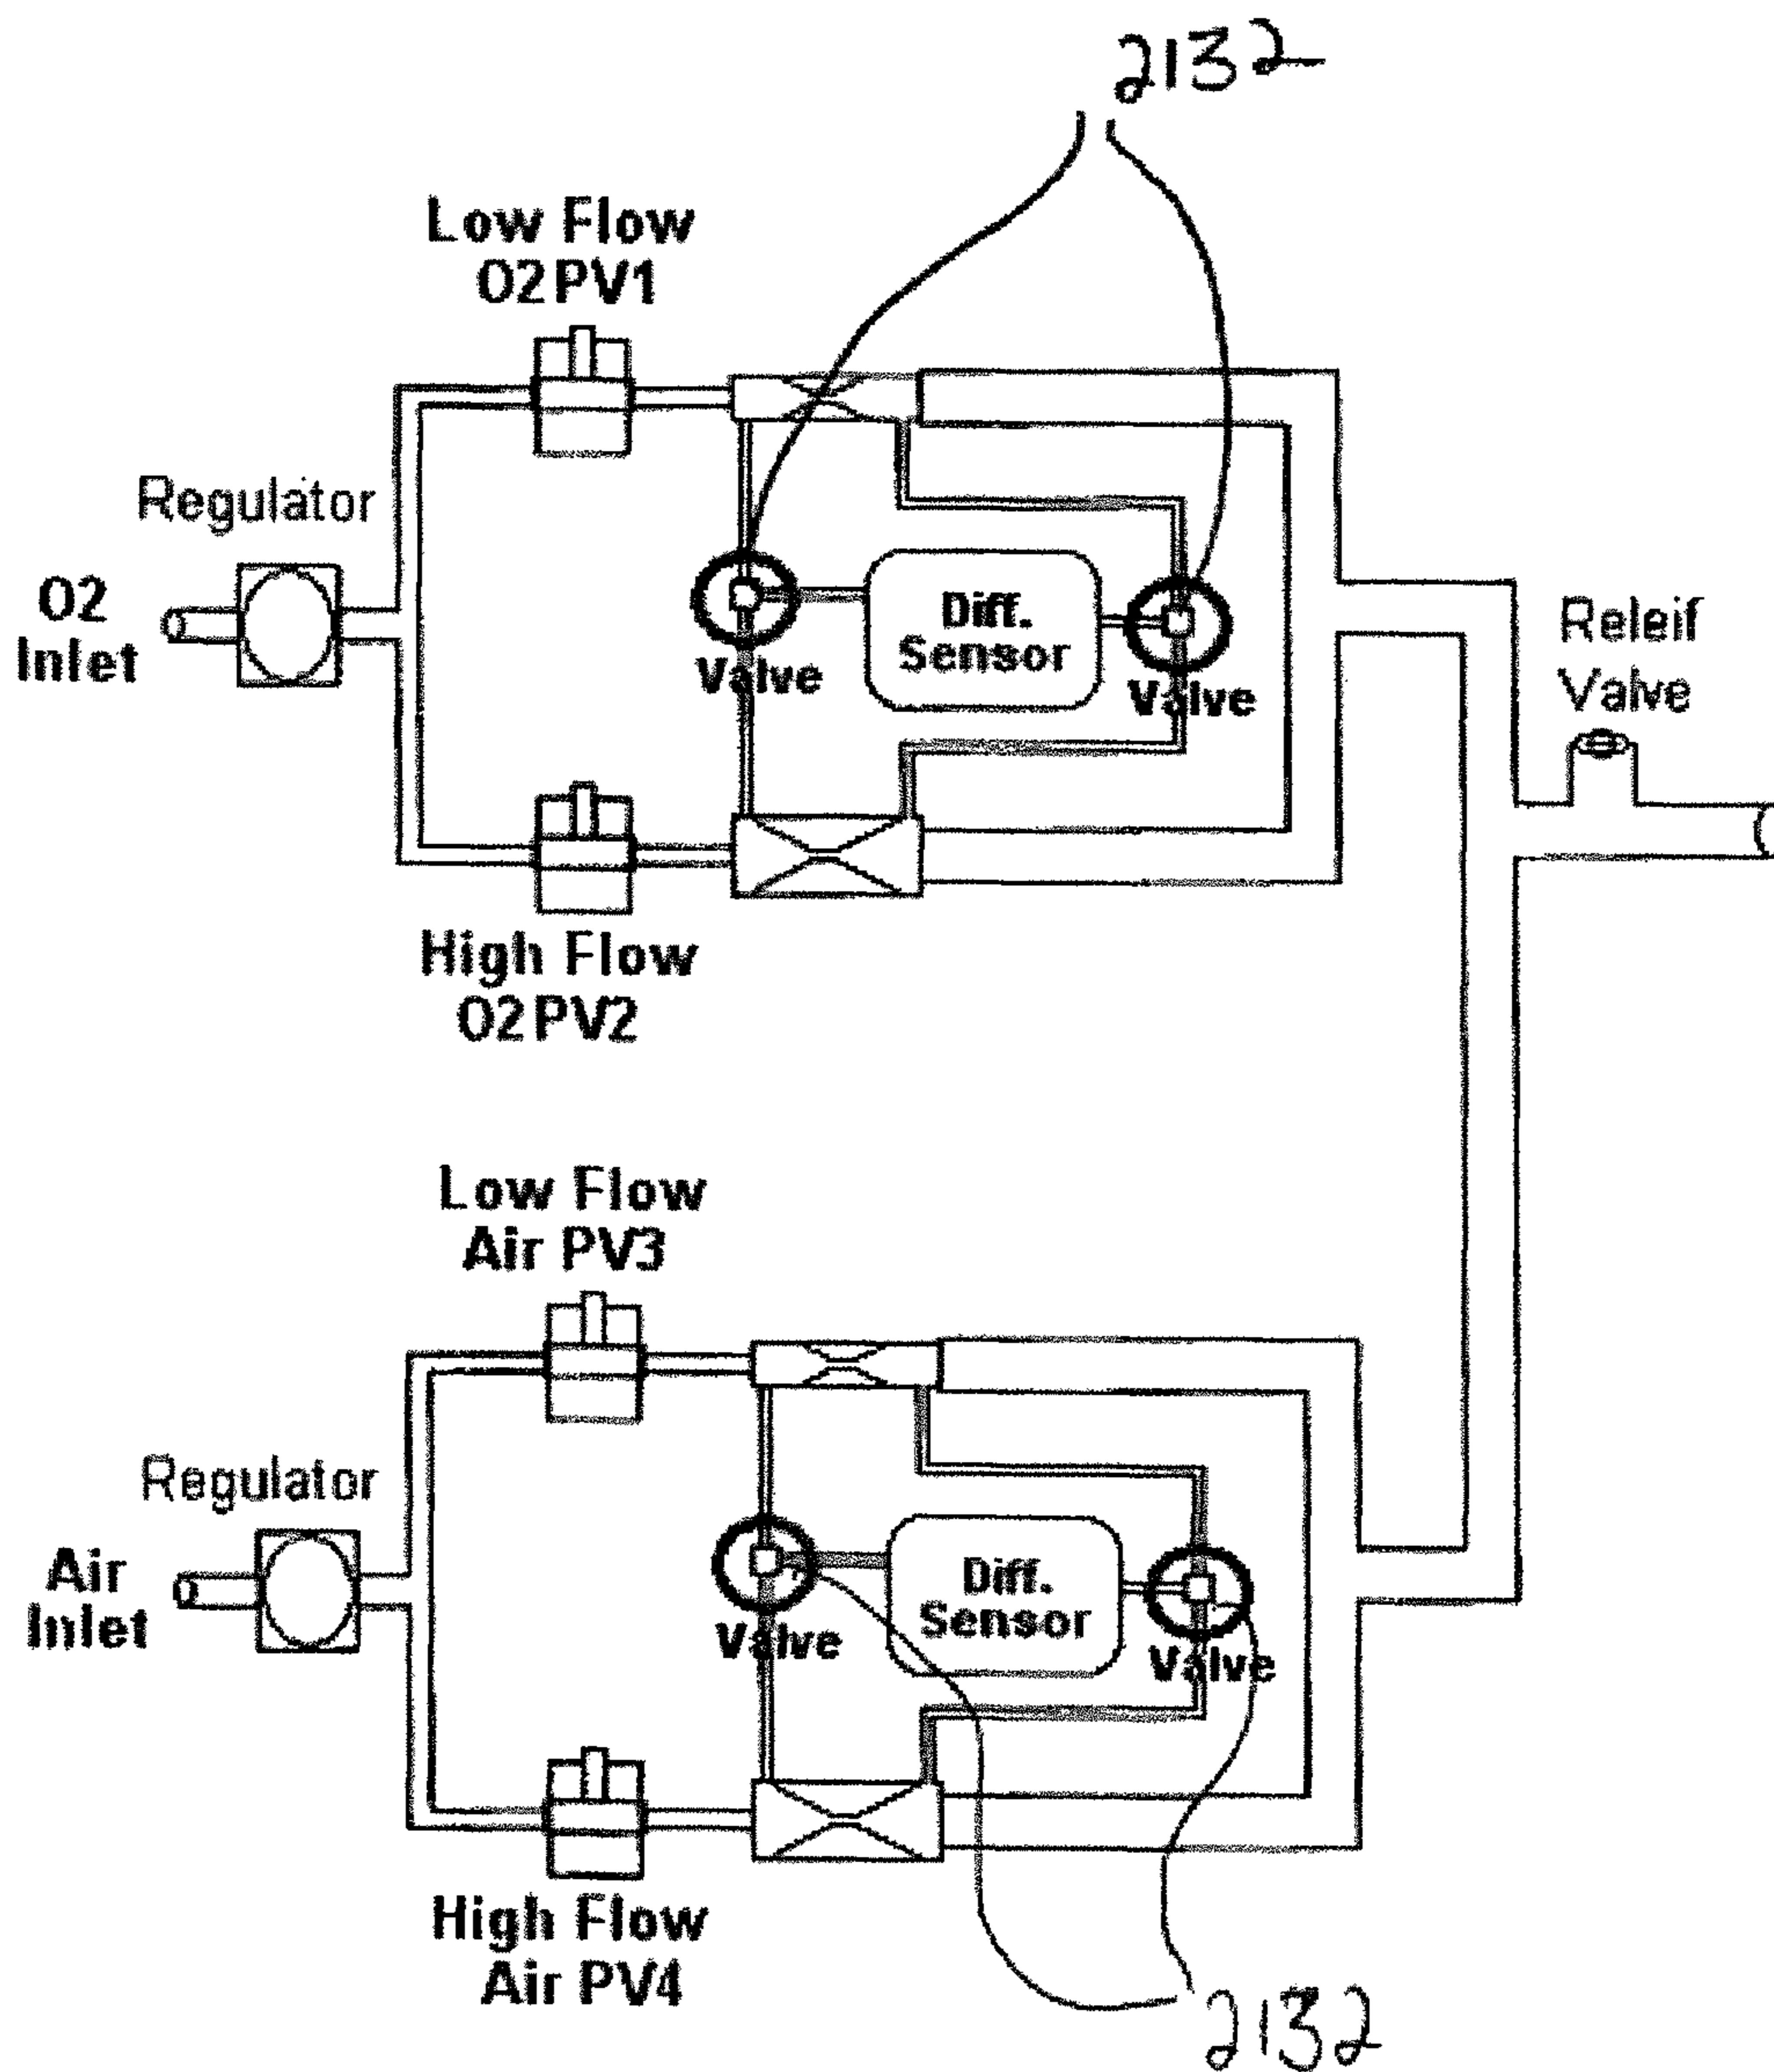 2132
Low Flow
O2 PV1
Regulator
O2
Inlet
Diff.
Sensor
Valve
Valve
Releif
Valve
High Flow
O2 PV2
Low Flow
Air PV3
Regulator
Air
Inlet
Diff.
Sensor
Valve
Valve
High Flow
Air PV4
2132